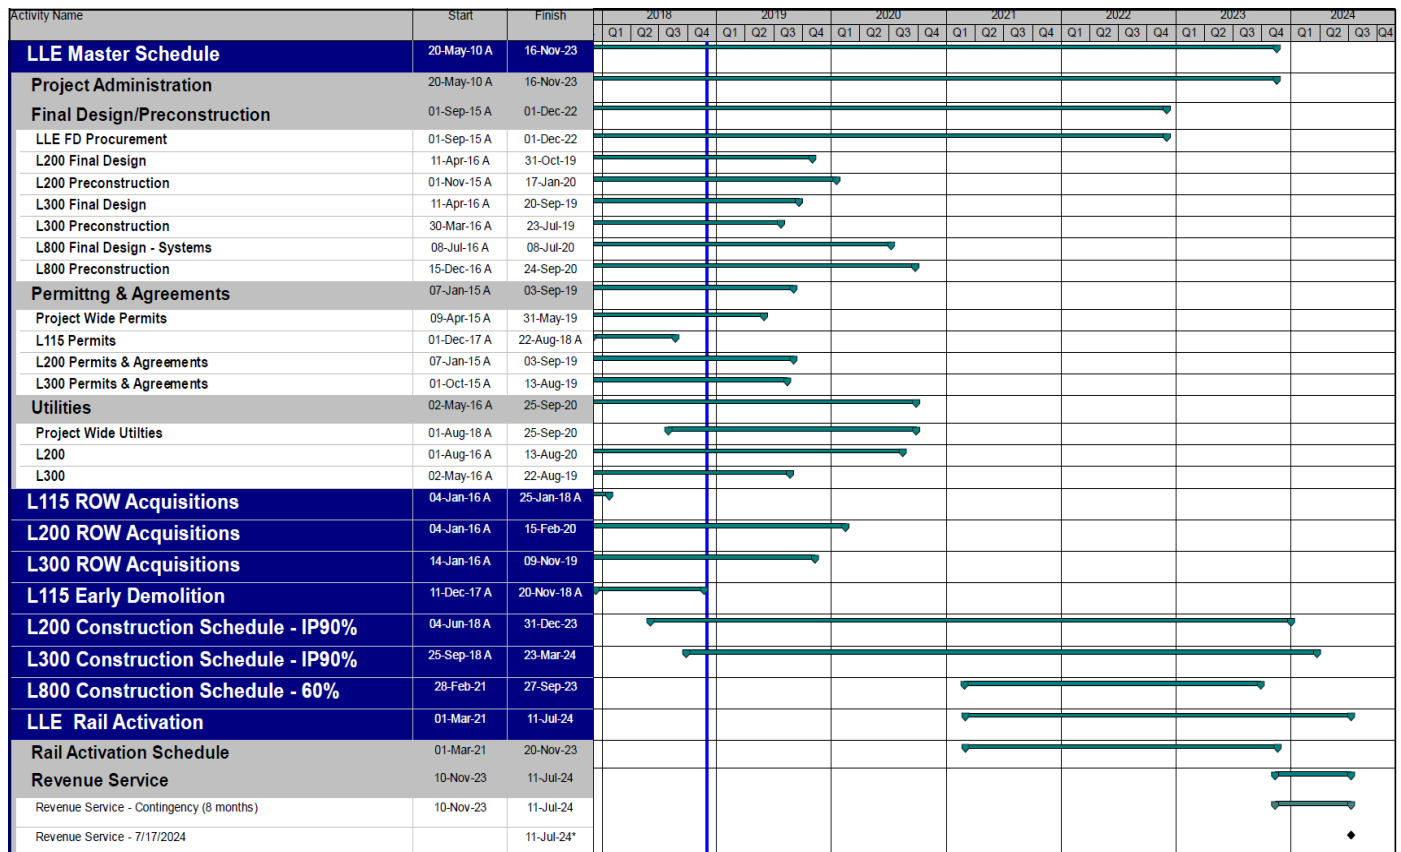 Activity Name Start Finish 2018 2019 2020 2021 2022 2023 2024
Q1 Q2 Q3 Q4 Q1 Q2 Q3 Q4 Q1 Q2 Q3 Q4 Q1 Q2 Q3 Q4 Q1 Q2 Q3 Q4 Q1 Q2 Q3 Q4 Q1 Q2 Q3 Q4
LLE Master Schedule 20-May-10 A 16-Nov-23
Project Administration 20-May-10 A 16-Nov-23
Final Design/Preconstruction 01-Sep-15 A 01-Dec-22
LLE FD Procurement 01-Sep-15 A 01-Dec-22
L200 Final Design 11-Apr-16 A 31-Oct-19
L200 Preconstruction 01-Nov-15 A 17-Jan-20
L300 Final Design 11-Apr-16 A 20-Sep-19
L300 Preconstruction 30-Mar-16 A 23-Jul-19
L800 Final Design - Systems 08-Jul-16 A 08-Jul-20
L800 Preconstruction 15-Dec-16 A 24-Sep-20
Permittng & Agreements 07-Jan-15 A 03-Sep-19
Project Wide Permits 09-Apr-15 A 31-May-19
L115 Permits 01-Dec-17 A 22-Aug-18 A
L200 Permits & Agreements 07-Jan-15 A 03-Sep-19
L300 Permits & Agreements 01-Oct-15 A 13-Aug-19
Utilities 02-May-16 A 25-Sep-20
Project Wide Utilties 01-Aug-18 A 25-Sep-20
L200 01-Aug-16 A 13-Aug-20
L300 02-May-16 A 22-Aug-19
L115 ROW Acquisitions 04-Jan-16 A 25-Jan-18 A
L200 ROW Acquisitions 04-Jan-16 A 15-Feb-20
L300 ROW Acquisitions 14-Jan-16 A 09-Nov-19
L115 Early Demolition 11-Dec-17 A 20-Nov-18 A
L200 Construction Schedule - IP90% 04-Jun-18 A 31-Dec-23
L300 Construction Schedule - IP90% 25-Sep-18 A 23-Mar-24
L800 Construction Schedule - 60% 28-Feb-21 27-Sep-23
LLE Rail Activation 01-Mar-21 11-Jul-24
Rail Activation Schedule 01-Mar-21 20-Nov-23
Revenue Service 10-Nov-23 11-Jul-24
Revenue Service - Contingency (8 months) 10-Nov-23 11-Jul-24
Revenue Service - 7/17/2024 11-Jul-24*